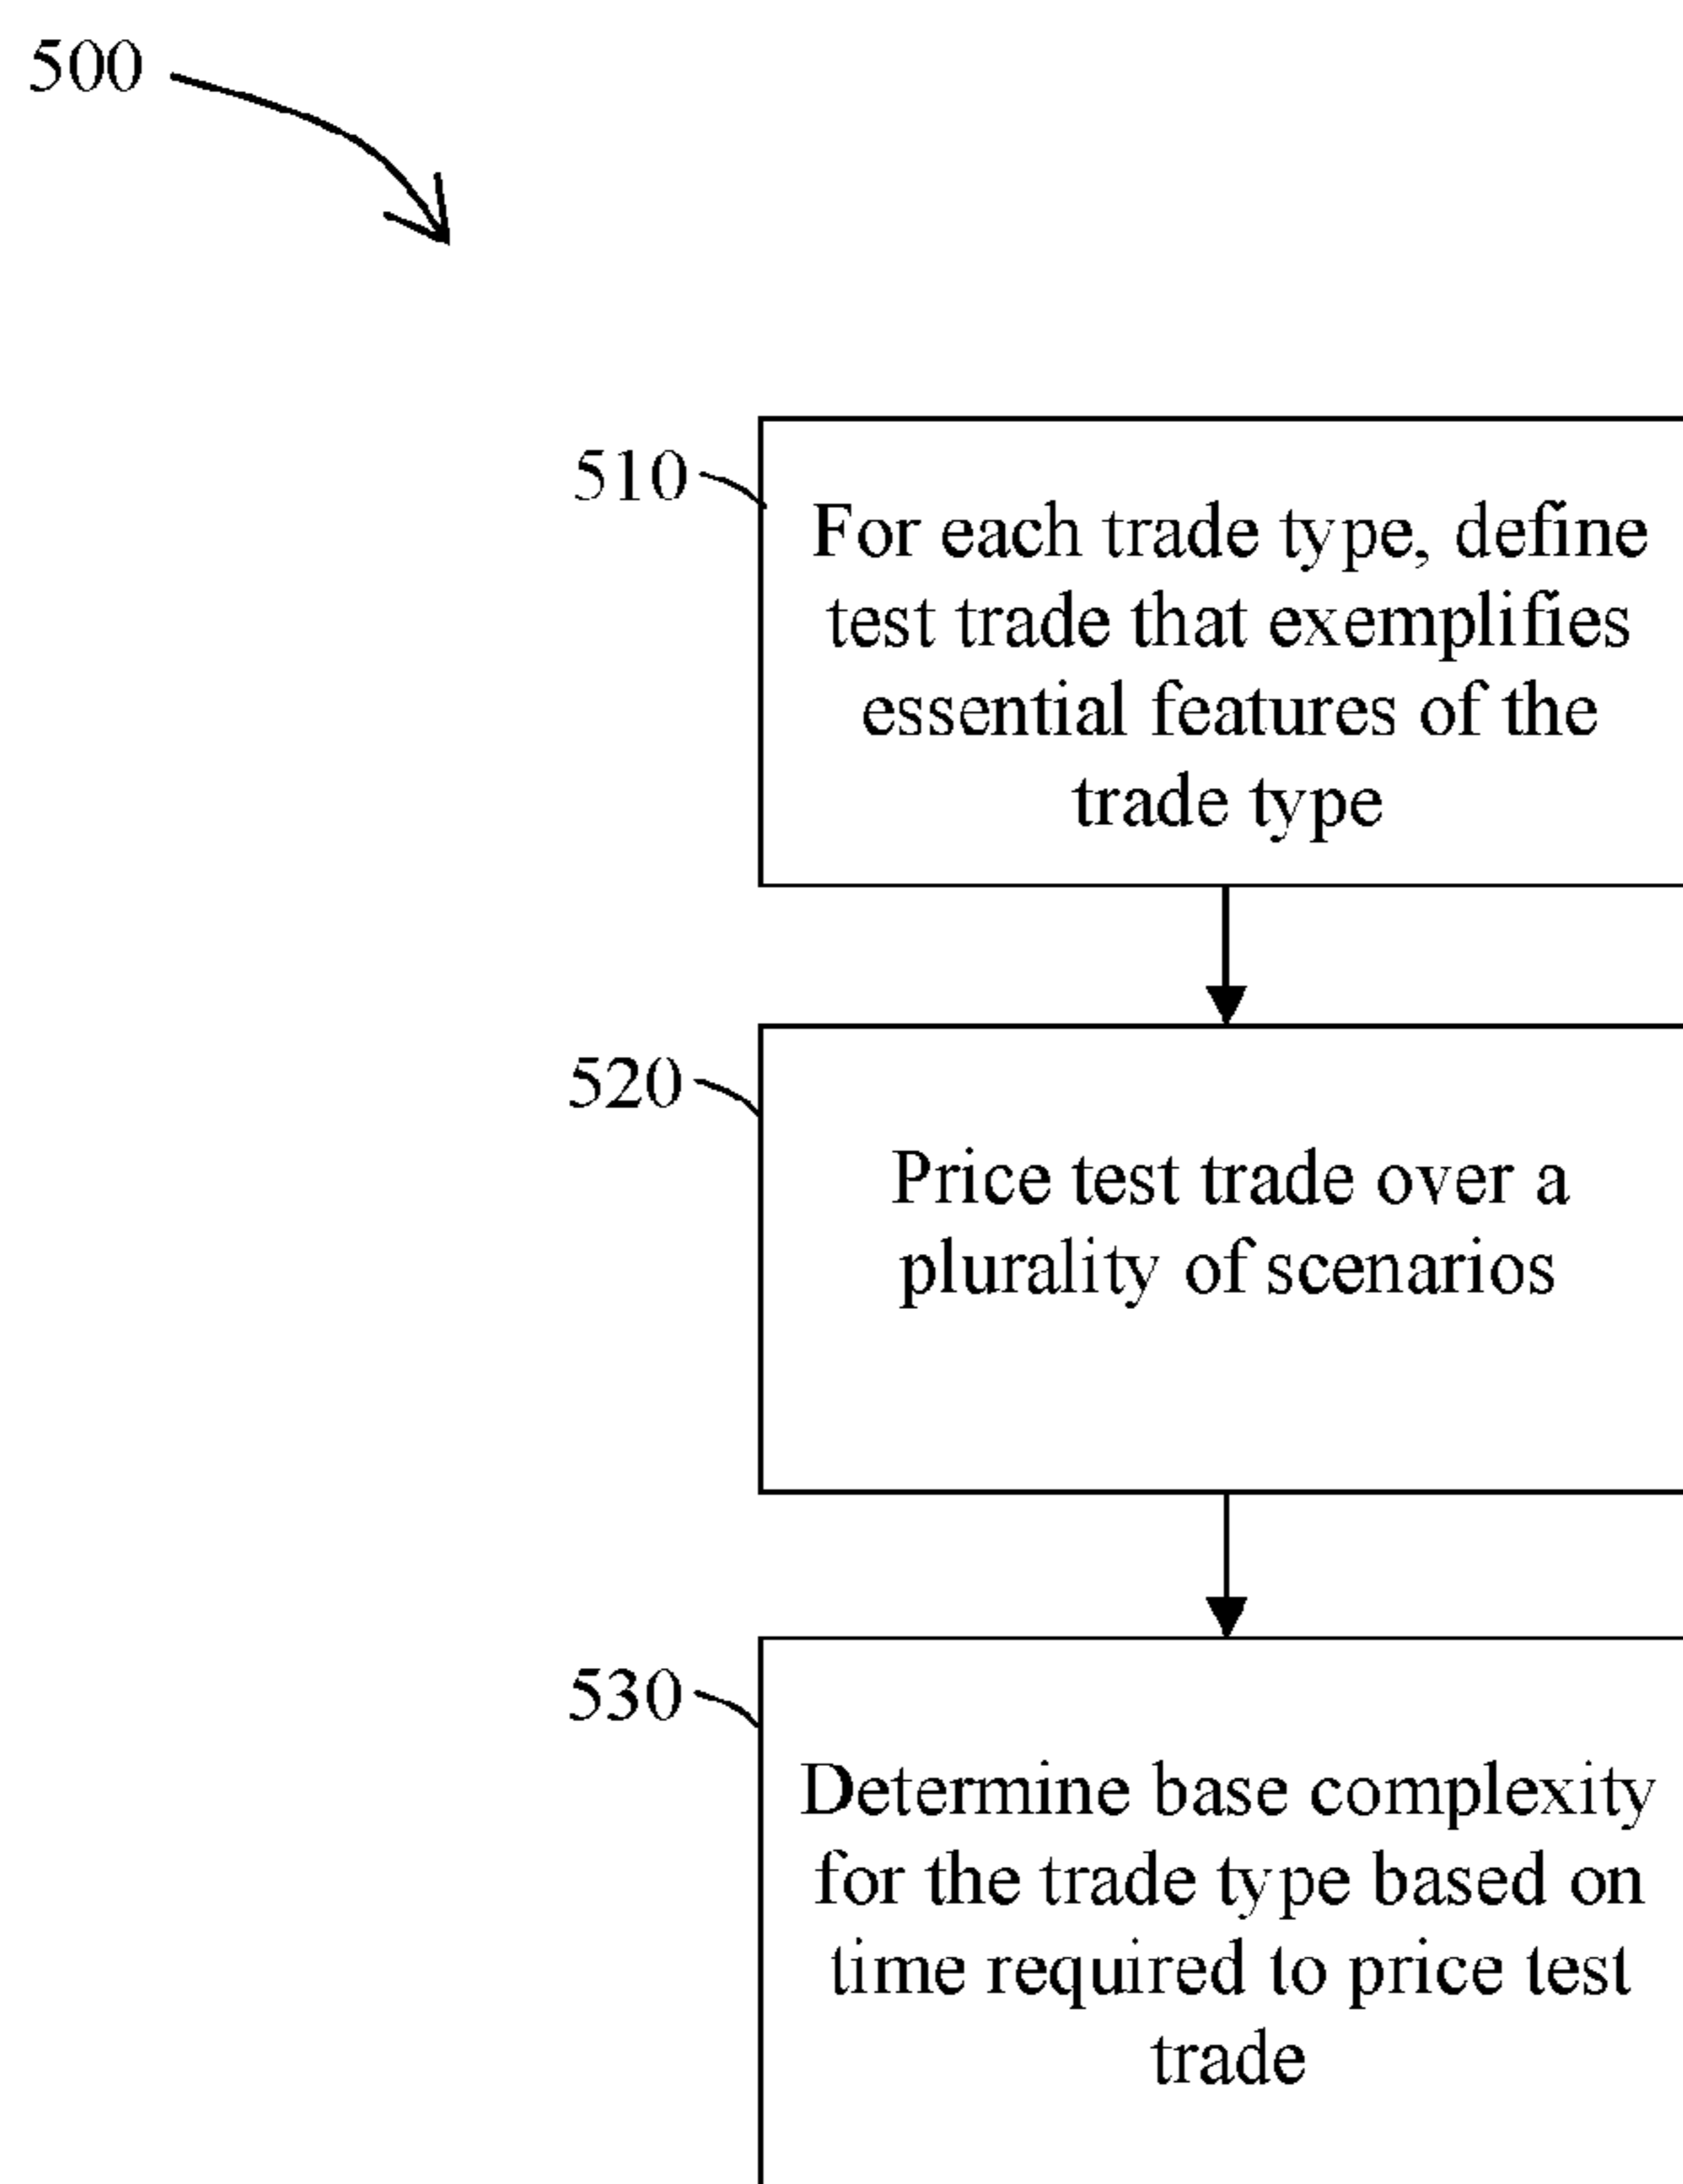 500
510
For each trade type, define
test trade that exemplifies
essential features of the
trade type
520
Price test trade over a
plurality of scenarios
530
Determine base complexity
for the trade type based on
time required to price test
trade